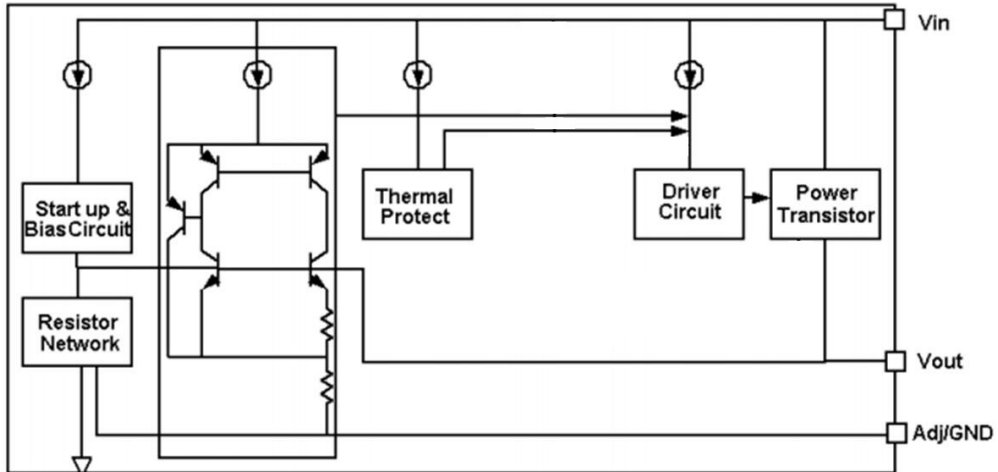 Vin
Start up &
Bias Circuit
Thermal
Protect
Driver
Circuit
Power
Transistor
Resistor
Network
Vout
Adj/GND